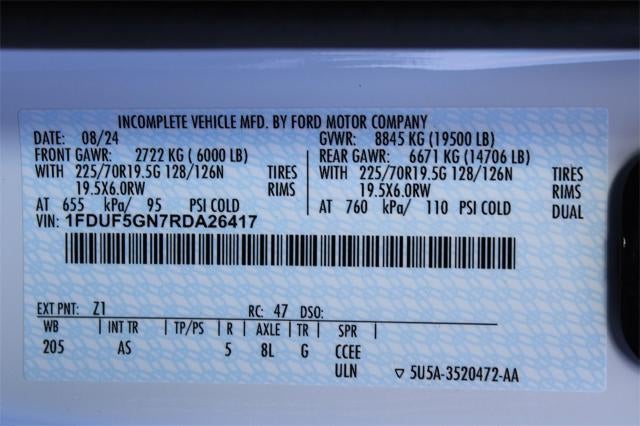 INCOMPLETE VEHICLE MFD. BY FORD MOTOR COMPANY
DATE: 08/24 GVWR: 8845 KG (19500 LB)
FRONT GAWR: 2722 KG ( 6000 LB) REAR GAWR: 6671 KG (14706 LB)
WITH 225/70R19.5G 128/126N TIRES WITH 225/70R19.5G 128/126N TIRES
19.5X6.0RW RIMS 19.5X6.0RW RIMS
AT 655 kPa/ 95 PSI COLD AT 760 kPa/ 110 PSI COLD DUAL
VIN: 1FDUF5GN7RDA26417
EXT PNT: Z1 RC: 47 DSO:
WB | INT TR | TP/PS | R | AXLE | TR | SPR
205 AS 5 8L G CCEE
ULN ▽ 5U5A-3520472-AA